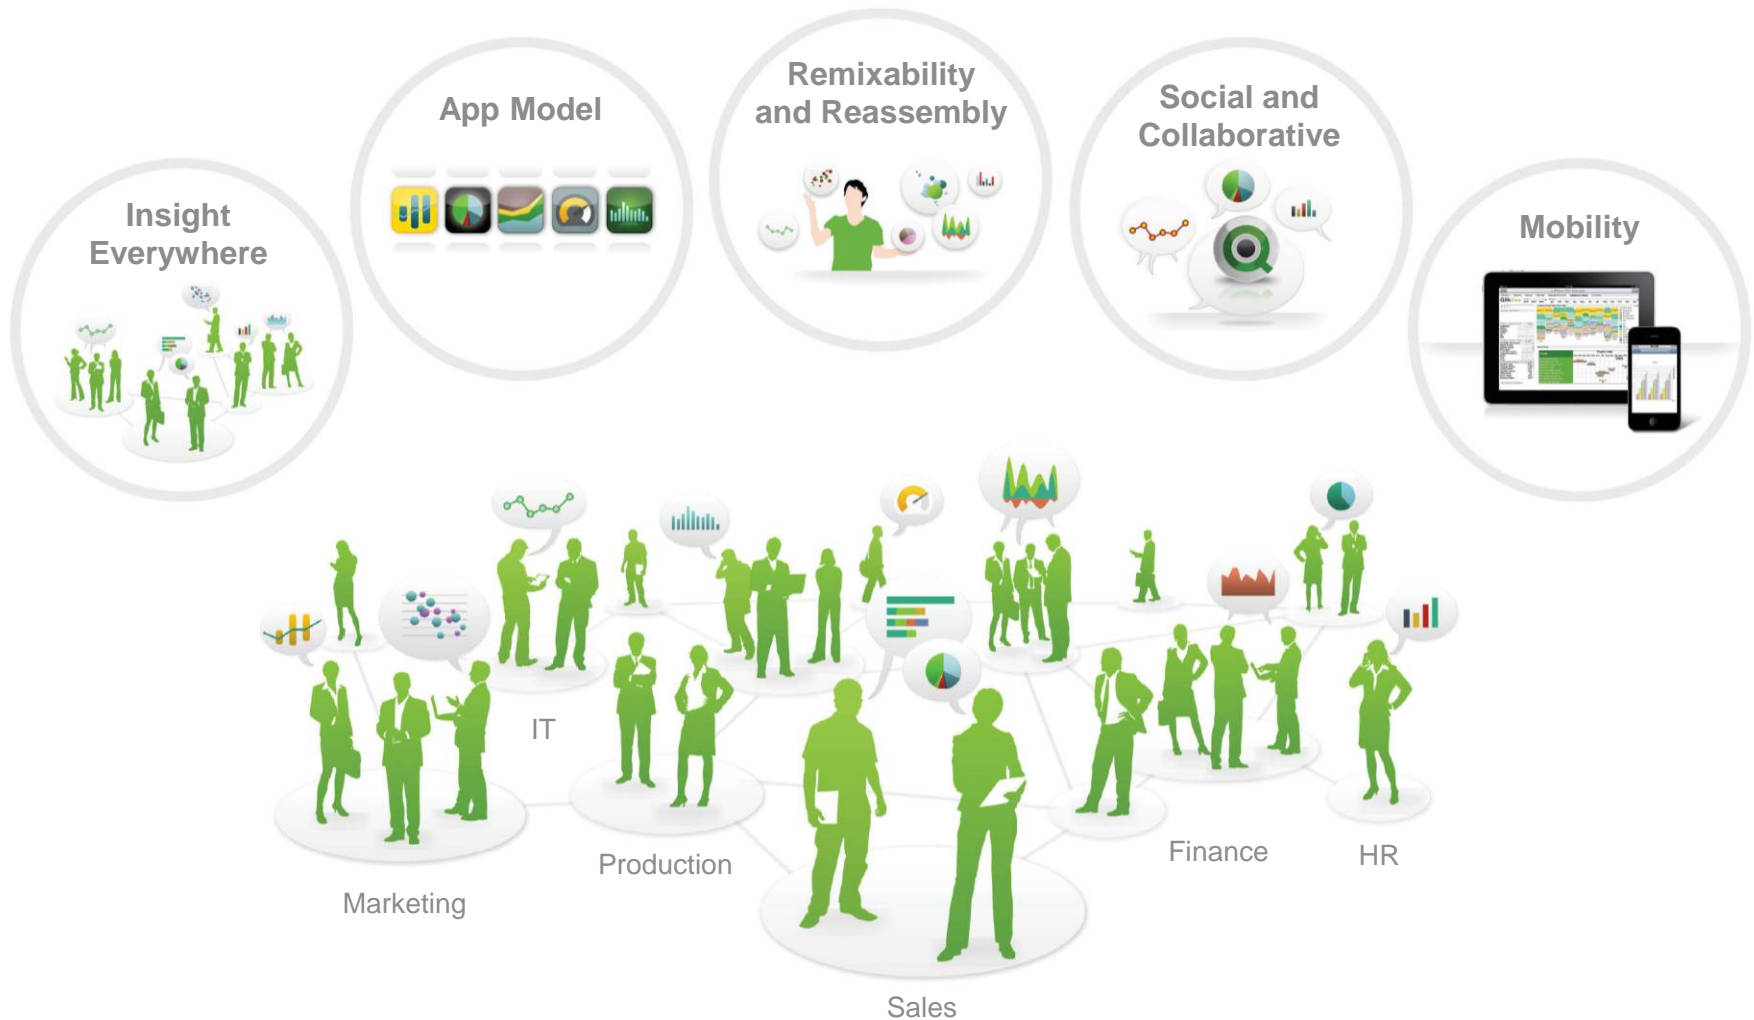 Remixability
and Reassembly
App Model
Social and
Collaborative
Insight
Everywhere
Mobility
IT
Production
Finance
HR
Marketing
Sales